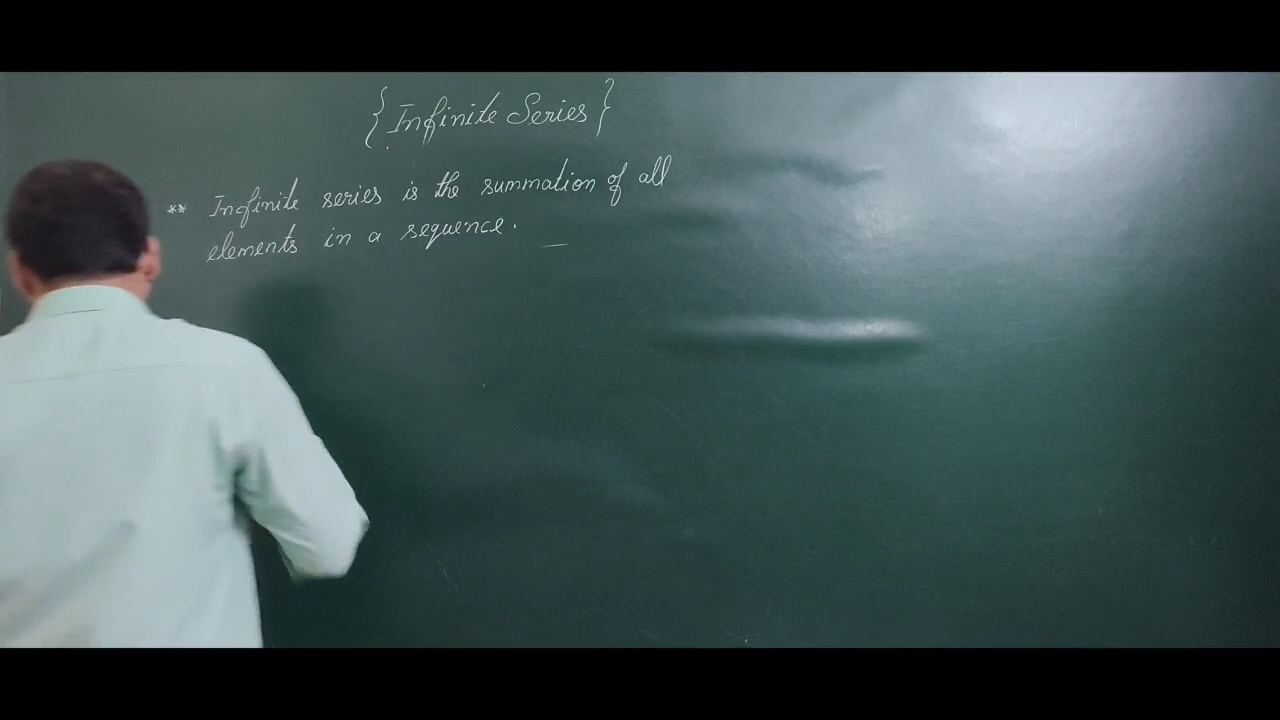 {Infinite Series}
** Infinite series is the summation of all
elements in a sequence.